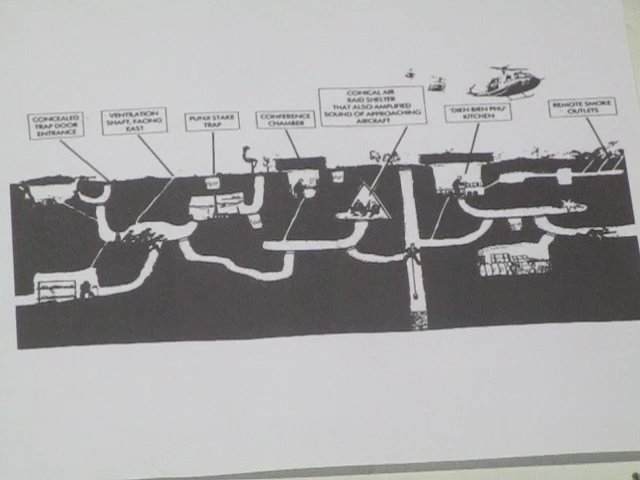 CONCEALED
TRAP DOOR
ENTRANCE
VENTILATION
SHAFT, FACING
EAST
PUNJI STAKE
TRAP
CONFERENCE
CHAMBER
CONICAL AIR
RAID SHELTER
THAT ALSO AMPLIFIED
SOUND OF APPROACHING
AIRCRAFT
'DIEN BIEN PHU'
KITCHEN
REMOTE SMOKE
OUTLETS